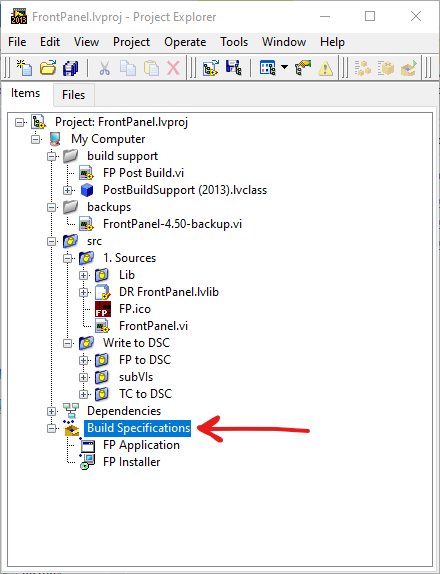 FrontPanel.lvproj - Project Explorer
File Edit View Project Operate Tools Window Help
Items Files
Project: FrontPanel.lvproj
My Computer
build support
FP Post Build.vi
PostBuildSupport (2013).lvclass
backups
FrontPanel-4.50-backup.vi
src
1. Sources
Lib
DR FrontPanel.lvlib
FP.ico
FrontPanel.vi
Write to DSC
FP to DSC
subVIs
TC to DSC
Dependencies
Build Specifications
FP Application
FP Installer